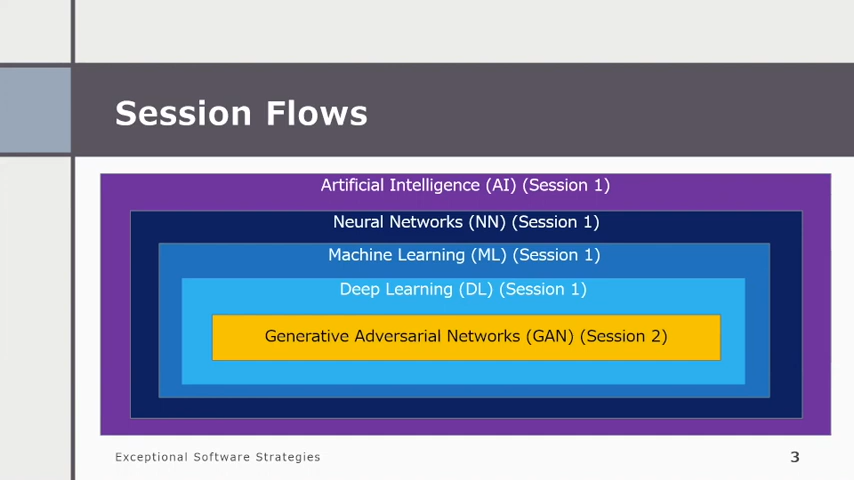 Session Flows
Artificial Intelligence (AI) (Session 1)
Neural Networks (NN) (Session 1)
Machine Learning (ML) (Session 1)
Deep Learning (DL) (Session 1)
Generative Adversarial Networks (GAN) (Session 2)
Exceptional Software Strategies
3